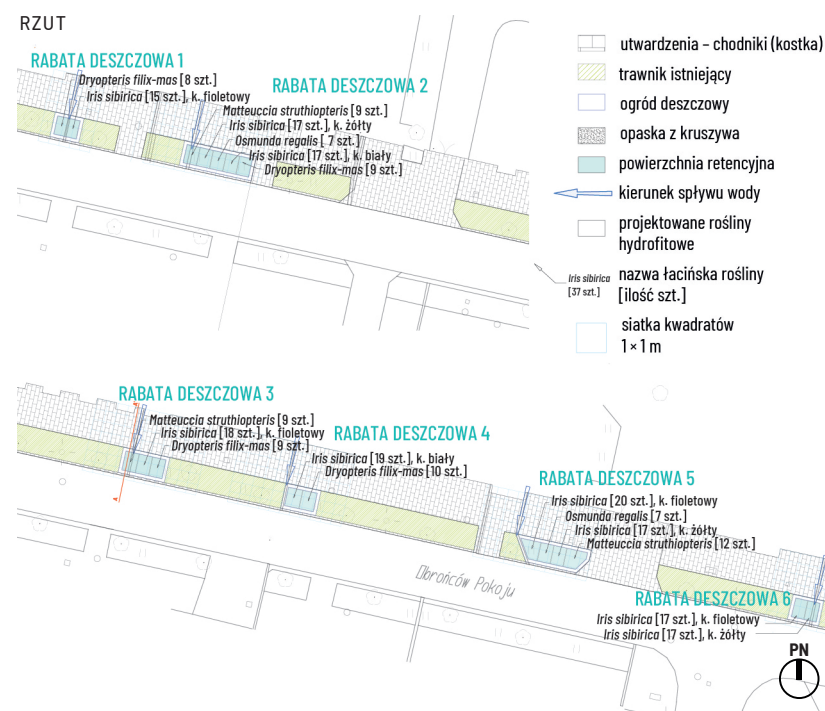 RZUT
RABATA DESZCZOWA 1
Dryopteris filix-mas [8 szt.]
Iris sibirica [15 szt.], k. fioletowy
RABATA DESZCZOWA 2
Matteuccia struthiopteris [9 szt.]
Iris sibirica [17 szt.], k. żółty
Osmunda regalis [ 7 szt.]
Iris sibirica [17 szt.], k. biały
Dryopteris filix-mas [9 szt.]
utwardzenia – chodniki (kostka)
trawnik istniejący
ogród deszczowy
opaska z kruszywa
powierzchnia retencyjna
kierunek spływu wody
projektowane rośliny
hydrofitowe
Iris sibirica
[37 szt.]
nazwa łacińska rośliny
[ilość szt.]
siatka kwadratów
1 × 1 m
RABATA DESZCZOWA 3
A
Matteuccia struthiopteris [9 szt.]
Iris sibirica [18 szt.], k. fioletowy
Dryopteris filix-mas [9 szt.]
A
RABATA DESZCZOWA 4
Iris sibirica [19 szt.], k. biały
Dryopteris filix-mas [10 szt.]
RABATA DESZCZOWA 5
Iris sibirica [20 szt.], k. fioletowy
Osmunda regalis [7 szt.]
Iris sibirica [17 szt.], k. żółty
Matteuccia struthiopteris [12 szt.]
Obrońców Pokoju
RABATA DESZCZOWA 6
Iris sibirica [17 szt.], k. fioletowy
Iris sibirica [17 szt.], k. żółty
PN